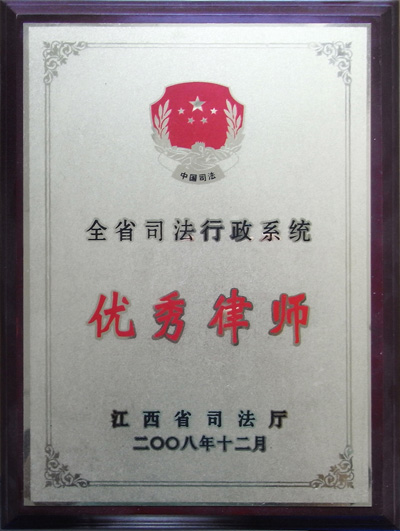 中国司法
全省司法行政系统
优秀律师
江西省司法厅
二〇〇八年十二月